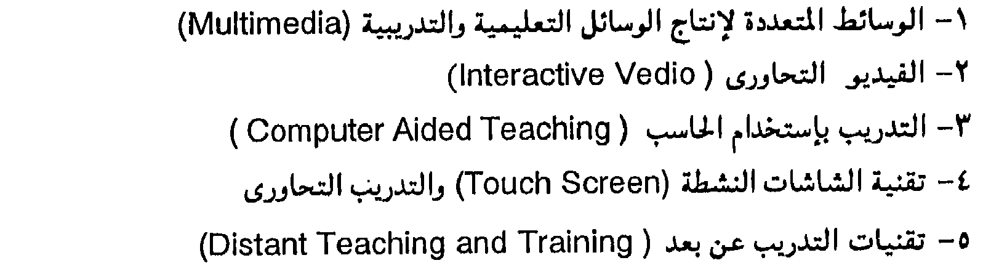 ١- الوسائط المتعددة لإنتاج الوسائل التعليمية والتدريبية (Multimedia)
٢- الفيديو التحاورى ( Interactive Vedio)
٣- التدريب بإستخدام الحاسب ( Computer Aided Teaching )
٤- تقنية الشاشات النشطة (Touch Screen) والتدريب التحاورى
٥- تقنيات التدريب عن بعد ( Distant Teaching and Training)